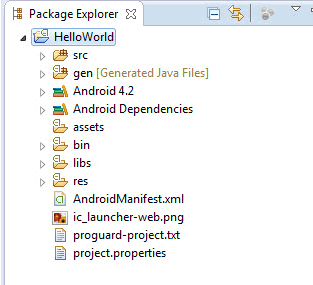 Package Explorer
HelloWorld
src
gen [Generated Java Files]
Android 4.2
Android Dependencies
assets
bin
libs
res
AndroidManifest.xml
ic_launcher-web.png
proguard-project.txt
project.properties